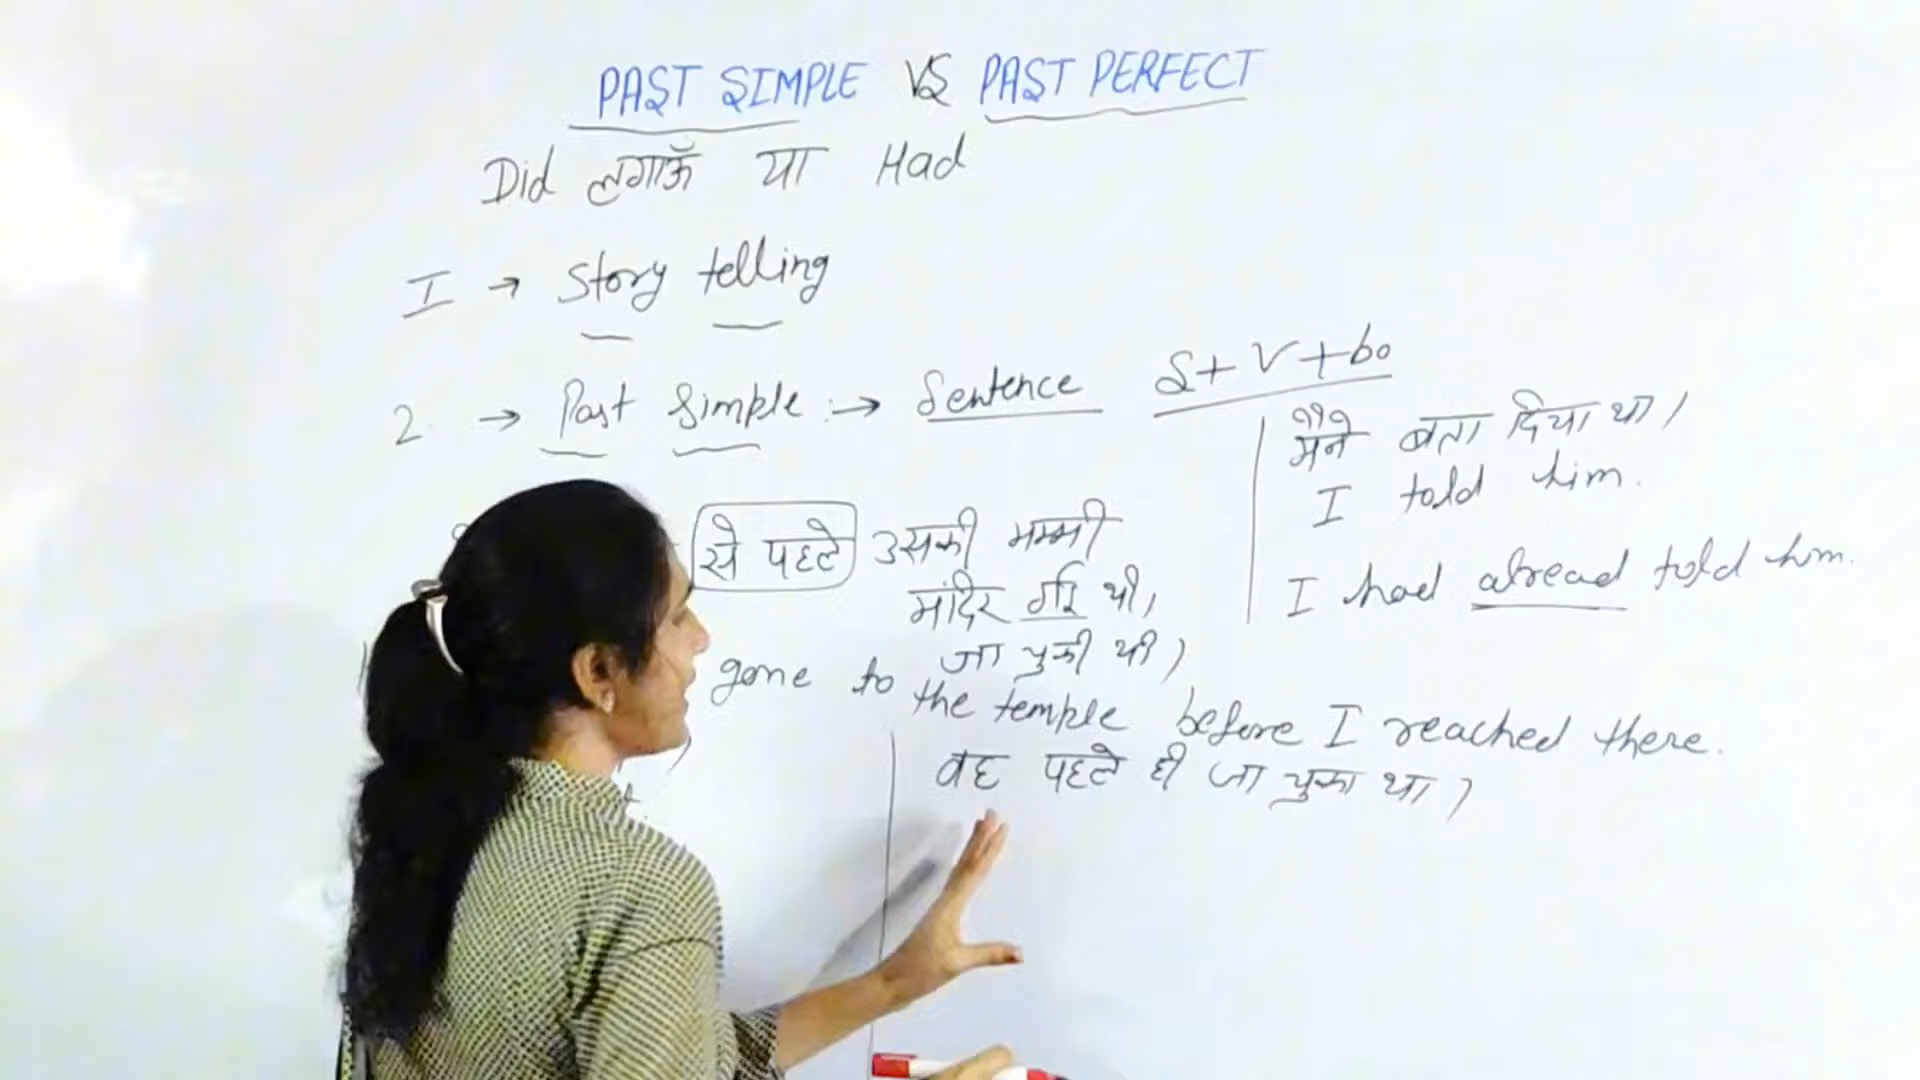 PAST SIMPLE VS PAST PERFECT
Did लगाऊँ या Had
I → Story telling
2 → Past Simple :→ Sentence S+V+bo
से पहले उसकी मम्मी
मंदिर गई थी,
जा चुकी थी)
gone to the temple before I reached there.
वह पहले ही जा चुका था)
मैंने बता दिया था/
I told him.
I had alread told him.